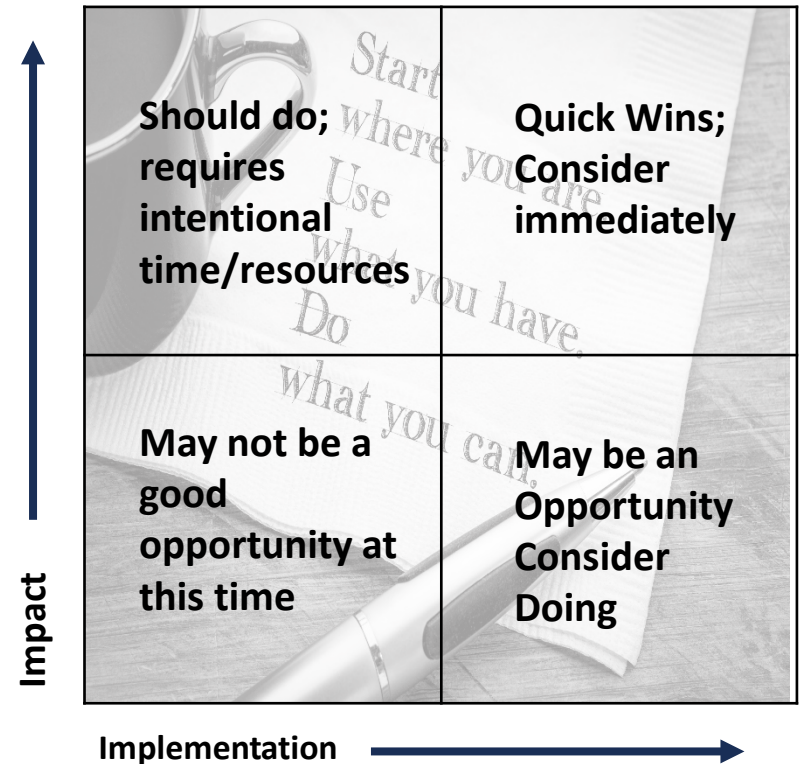 Start
where you are.
Use
what you have,
Do
what you can.
Should do;
requires
intentional
time/resources
Quick Wins;
Consider
immediately
May not be a
good
opportunity at
this time
May be an
Opportunity
Consider
Doing
Impact
Implementation